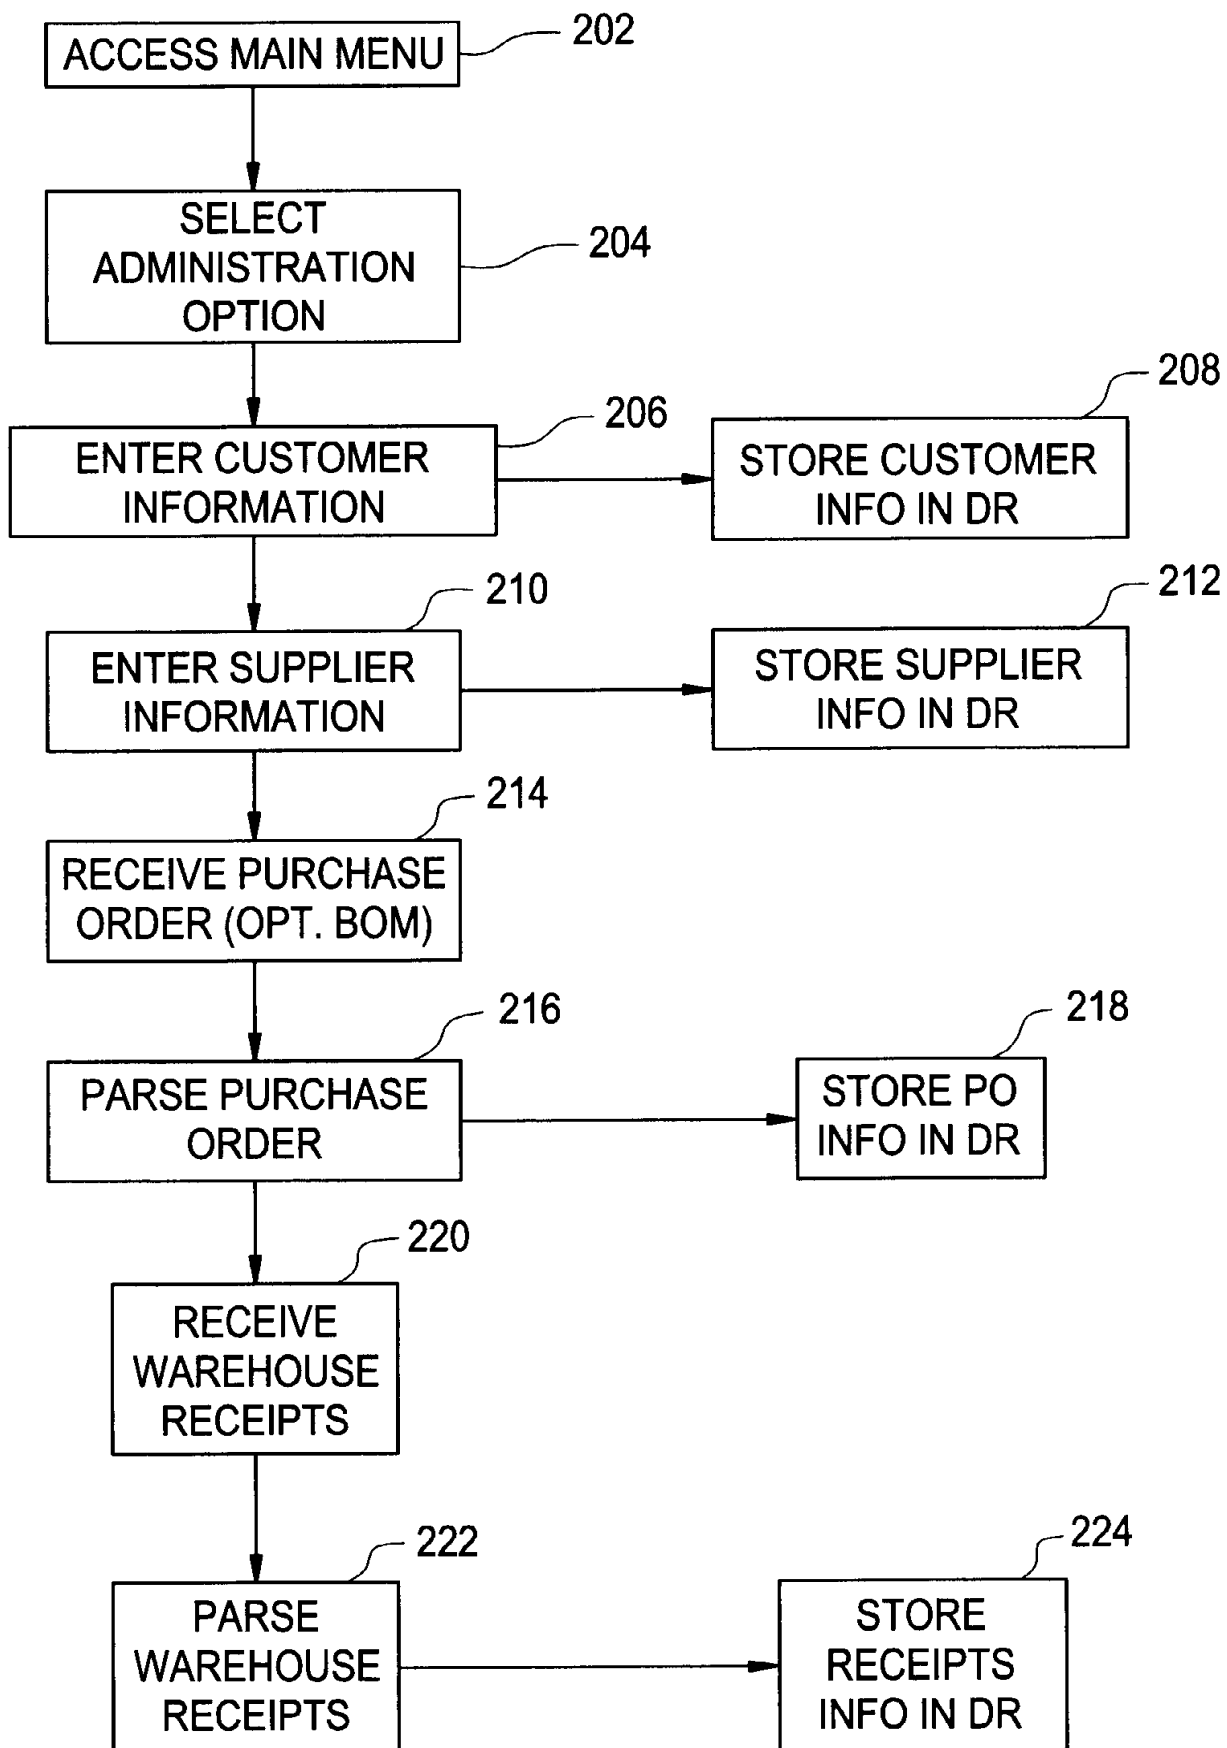 ACCESS MAIN MENU
202
SELECT
ADMINISTRATION
OPTION
204
ENTER CUSTOMER
INFORMATION
206
STORE CUSTOMER
INFO IN DR
208
ENTER SUPPLIER
INFORMATION
210
STORE SUPPLIER
INFO IN DR
212
RECEIVE PURCHASE
ORDER (OPT. BOM)
214
PARSE PURCHASE
ORDER
216
STORE PO
INFO IN DR
218
RECEIVE
WAREHOUSE
RECEIPTS
220
PARSE
WAREHOUSE
RECEIPTS
222
STORE
RECEIPTS
INFO IN DR
224